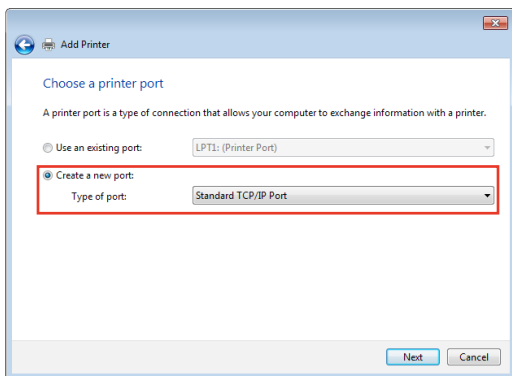 Add Printer
Choose a printer port
A printer port is a type of connection that allows your computer to exchange information with a printer.
Use an existing port: LPT1: (Printer Port)
Create a new port:
Type of port: Standard TCP/IP Port
Next Cancel